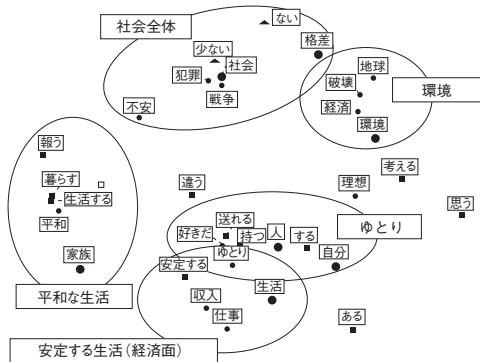 社会全体
ない
格差
少ない
社会
犯罪
戦争
不安
地球
破壊
環境
経済
環境
報う
暮らす
生活する
平和
家族
平和な生活
違う
理想
考える
思う
送れる
好きだ
持つ
人
する
ゆとり
ゆとり
自分
安定する
生活
収入
仕事
ある
安定する生活（経済面）